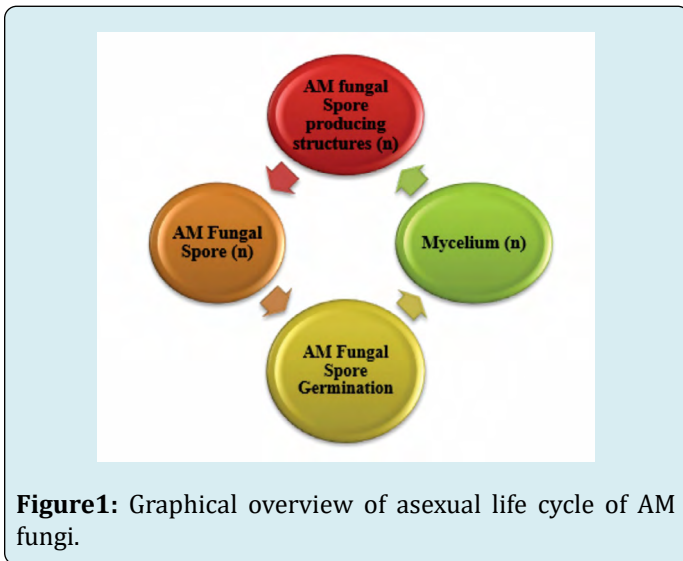 AM fungal
Spore
producing
structures (n)
AM Fungal
Spore (n)
Mycelium (n)
AM Fungal
Spore
Germination
Figure1: Graphical overview of asexual life cycle of AM
fungi.